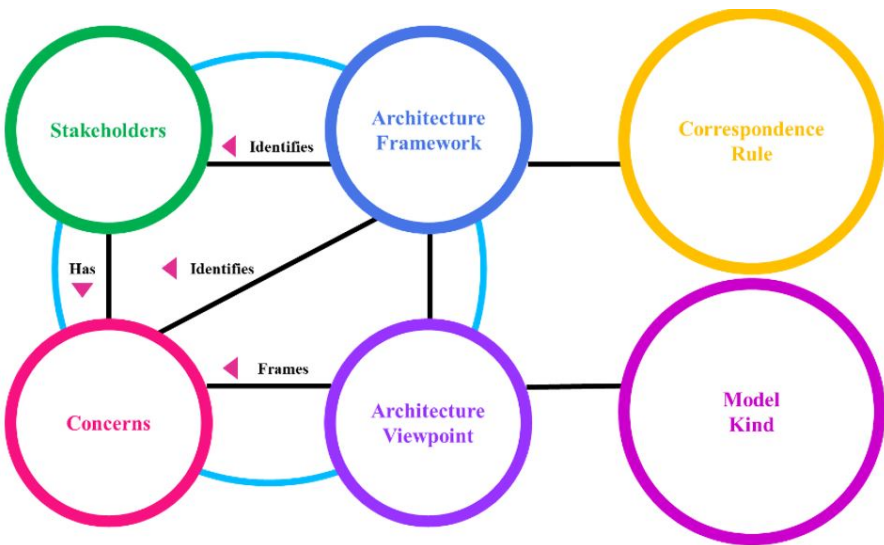 Stakeholders
Identifies
Architecture
Framework
Correspondence
Rule
Has
Identifies
Concerns
Frames
Architecture
Viewpoint
Model
Kind